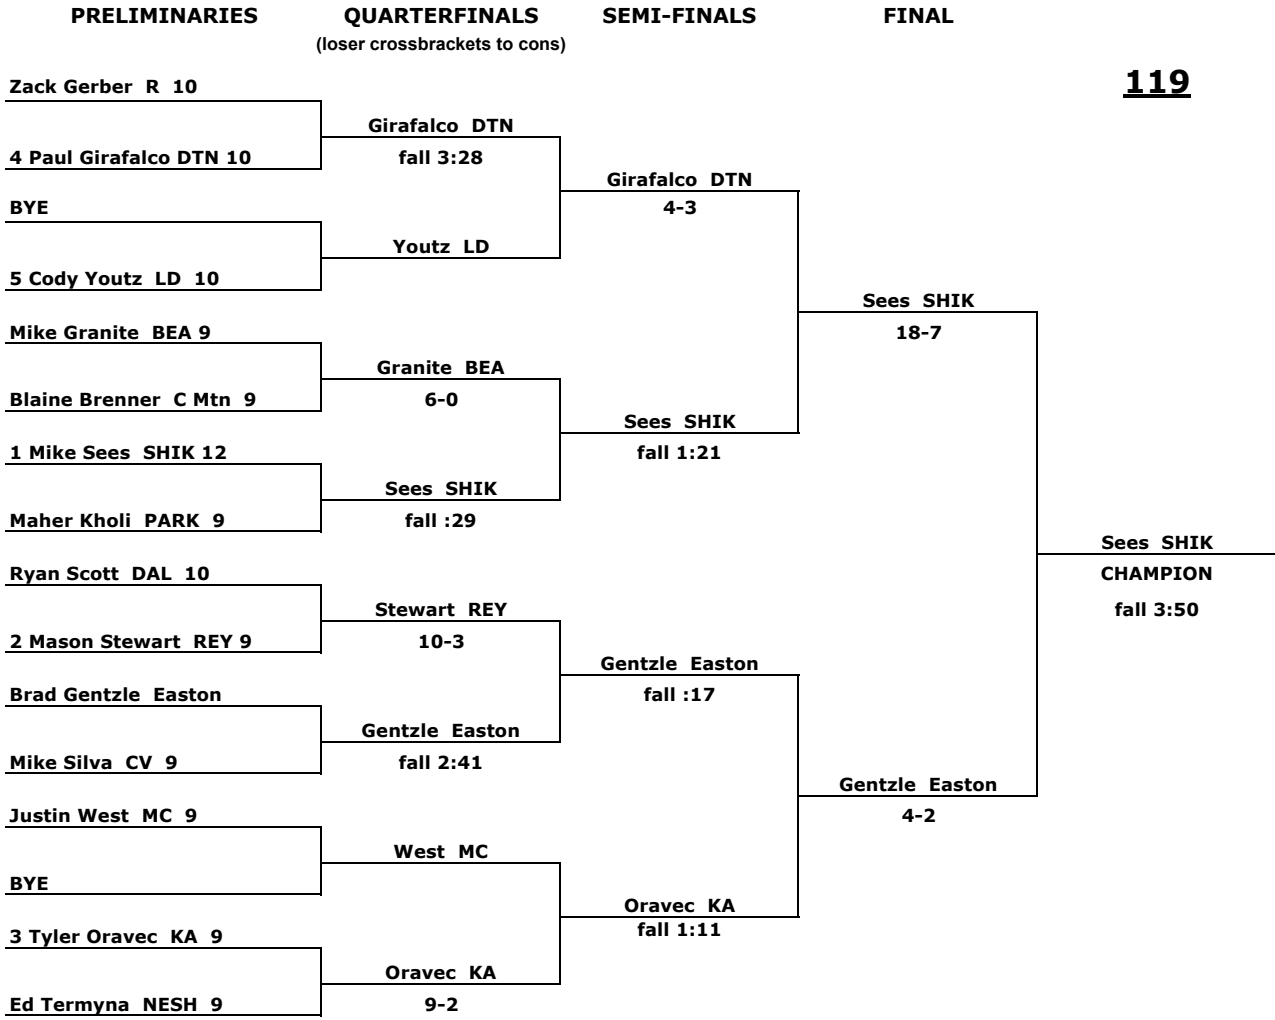 PRELIMINARIES QUARTERFINALS SEMI-FINALS FINAL
(loser crossbrackets to cons)
119
Zack Gerber R 10
Girafalco DTN
4 Paul Girafalco DTN 10
fall 3:28
Girafalco DTN
BYE
4-3
Youtz LD
5 Cody Youtz LD 10
Sees SHIK
Mike Granite BEA 9
18-7
Granite BEA
Blaine Brenner C Mtn 9
6-0
Sees SHIK
1 Mike Sees SHIK 12
fall 1:21
Sees SHIK
Maher Kholi PARK 9
fall :29
Sees SHIK
Ryan Scott DAL 10
CHAMPION
Stewart REY
fall 3:50
2 Mason Stewart REY 9
10-3
Gentzle Easton
Brad Gentzle Easton
fall :17
Gentzle Easton
Mike Silva CV 9
fall 2:41
Gentzle Easton
Justin West MC 9
4-2
West MC
BYE
Oravec KA
3 Tyler Oravec KA 9
fall 1:11
Oravec KA
Ed Termyna NESH 9
9-2